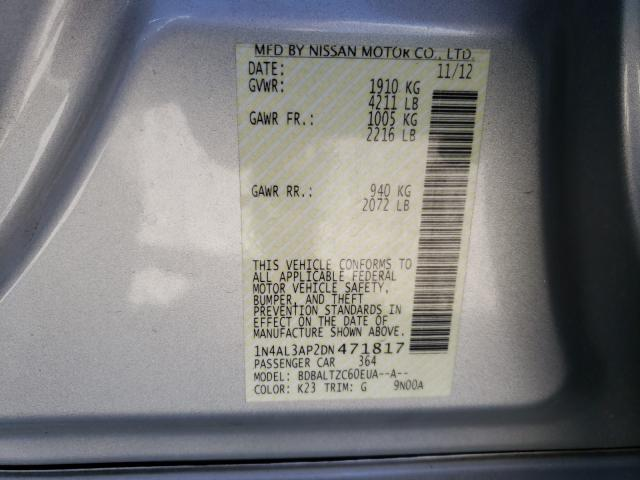 MFD BY NISSAN MOTOR CO., LTD.
DATE: 11/12
GVWR: 1910 KG
4211 LB
GAWR FR.: 1005 KG
2216 LB
GAWR RR.: 940 KG
2072 LB
THIS VEHICLE CONFORMS TO
ALL APPLICABLE FEDERAL
MOTOR VEHICLE SAFETY,
BUMPER, AND THEFT
PREVENTION STANDARDS IN
EFFECT ON THE DATE OF
MANUFACTURE SHOWN ABOVE.
1N4AL3AP2DN471817
PASSENGER CAR 364
MODEL: BDBALTZC60EUA--A--
COLOR: K23 TRIM: G 9N00A